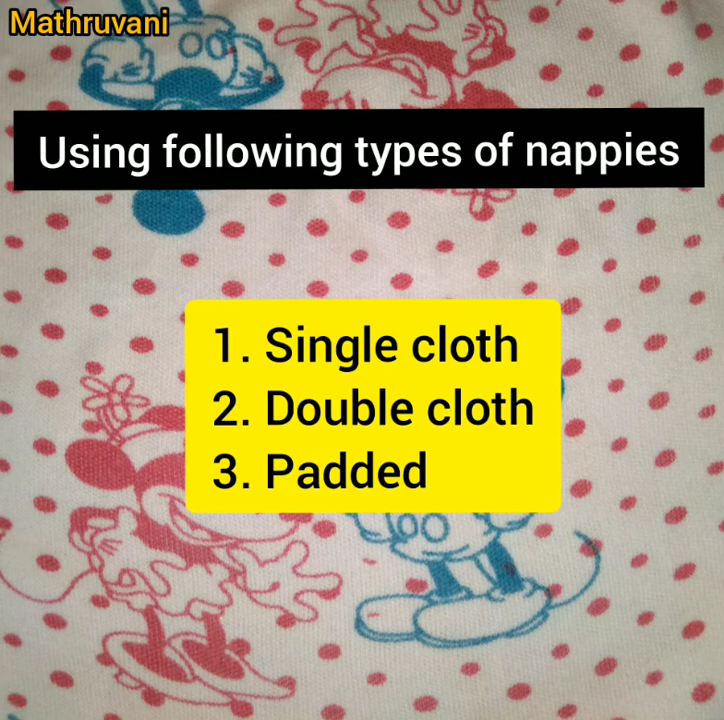 Mathruvani
Using following types of nappies
1. Single cloth
2. Double cloth
3. Padded